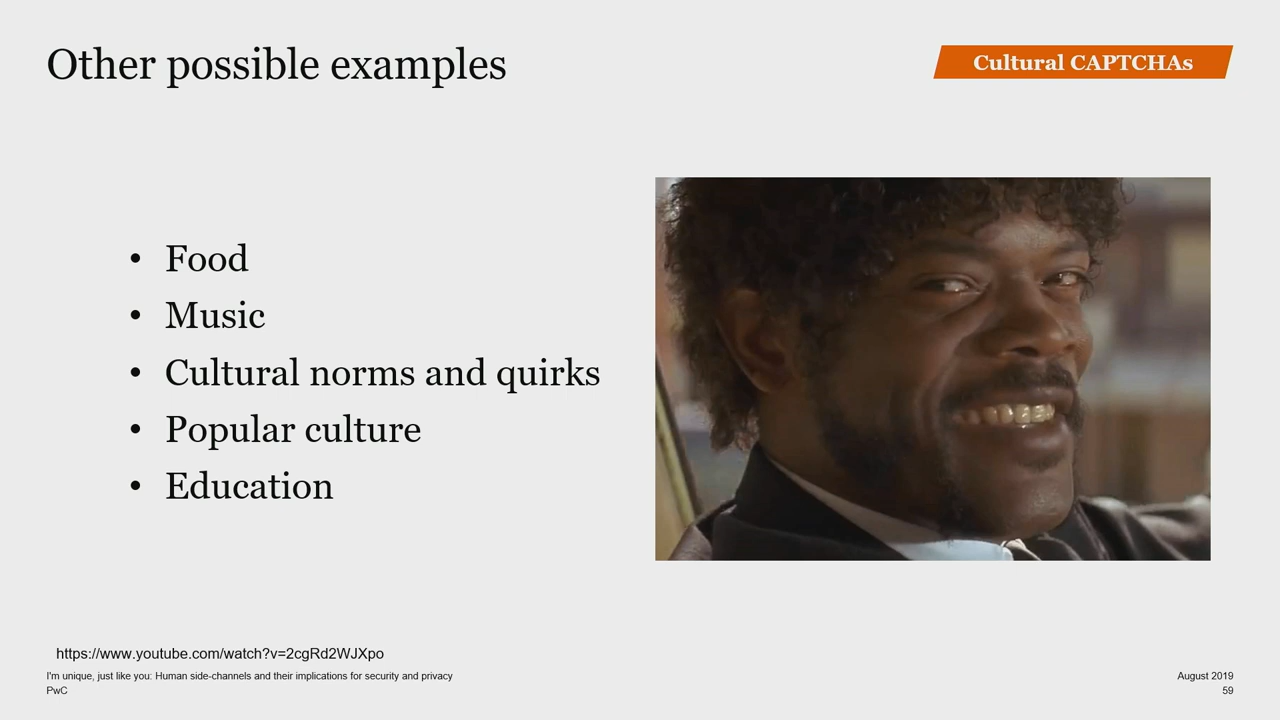 Other possible examples
Cultural CAPTCHAs
• Food
• Music
• Cultural norms and quirks
• Popular culture
• Education
https://www.youtube.com/watch?v=2cgRd2WJXpo
I'm unique, just like you: Human side-channels and their implications for security and privacy
August 2019
PwC
59